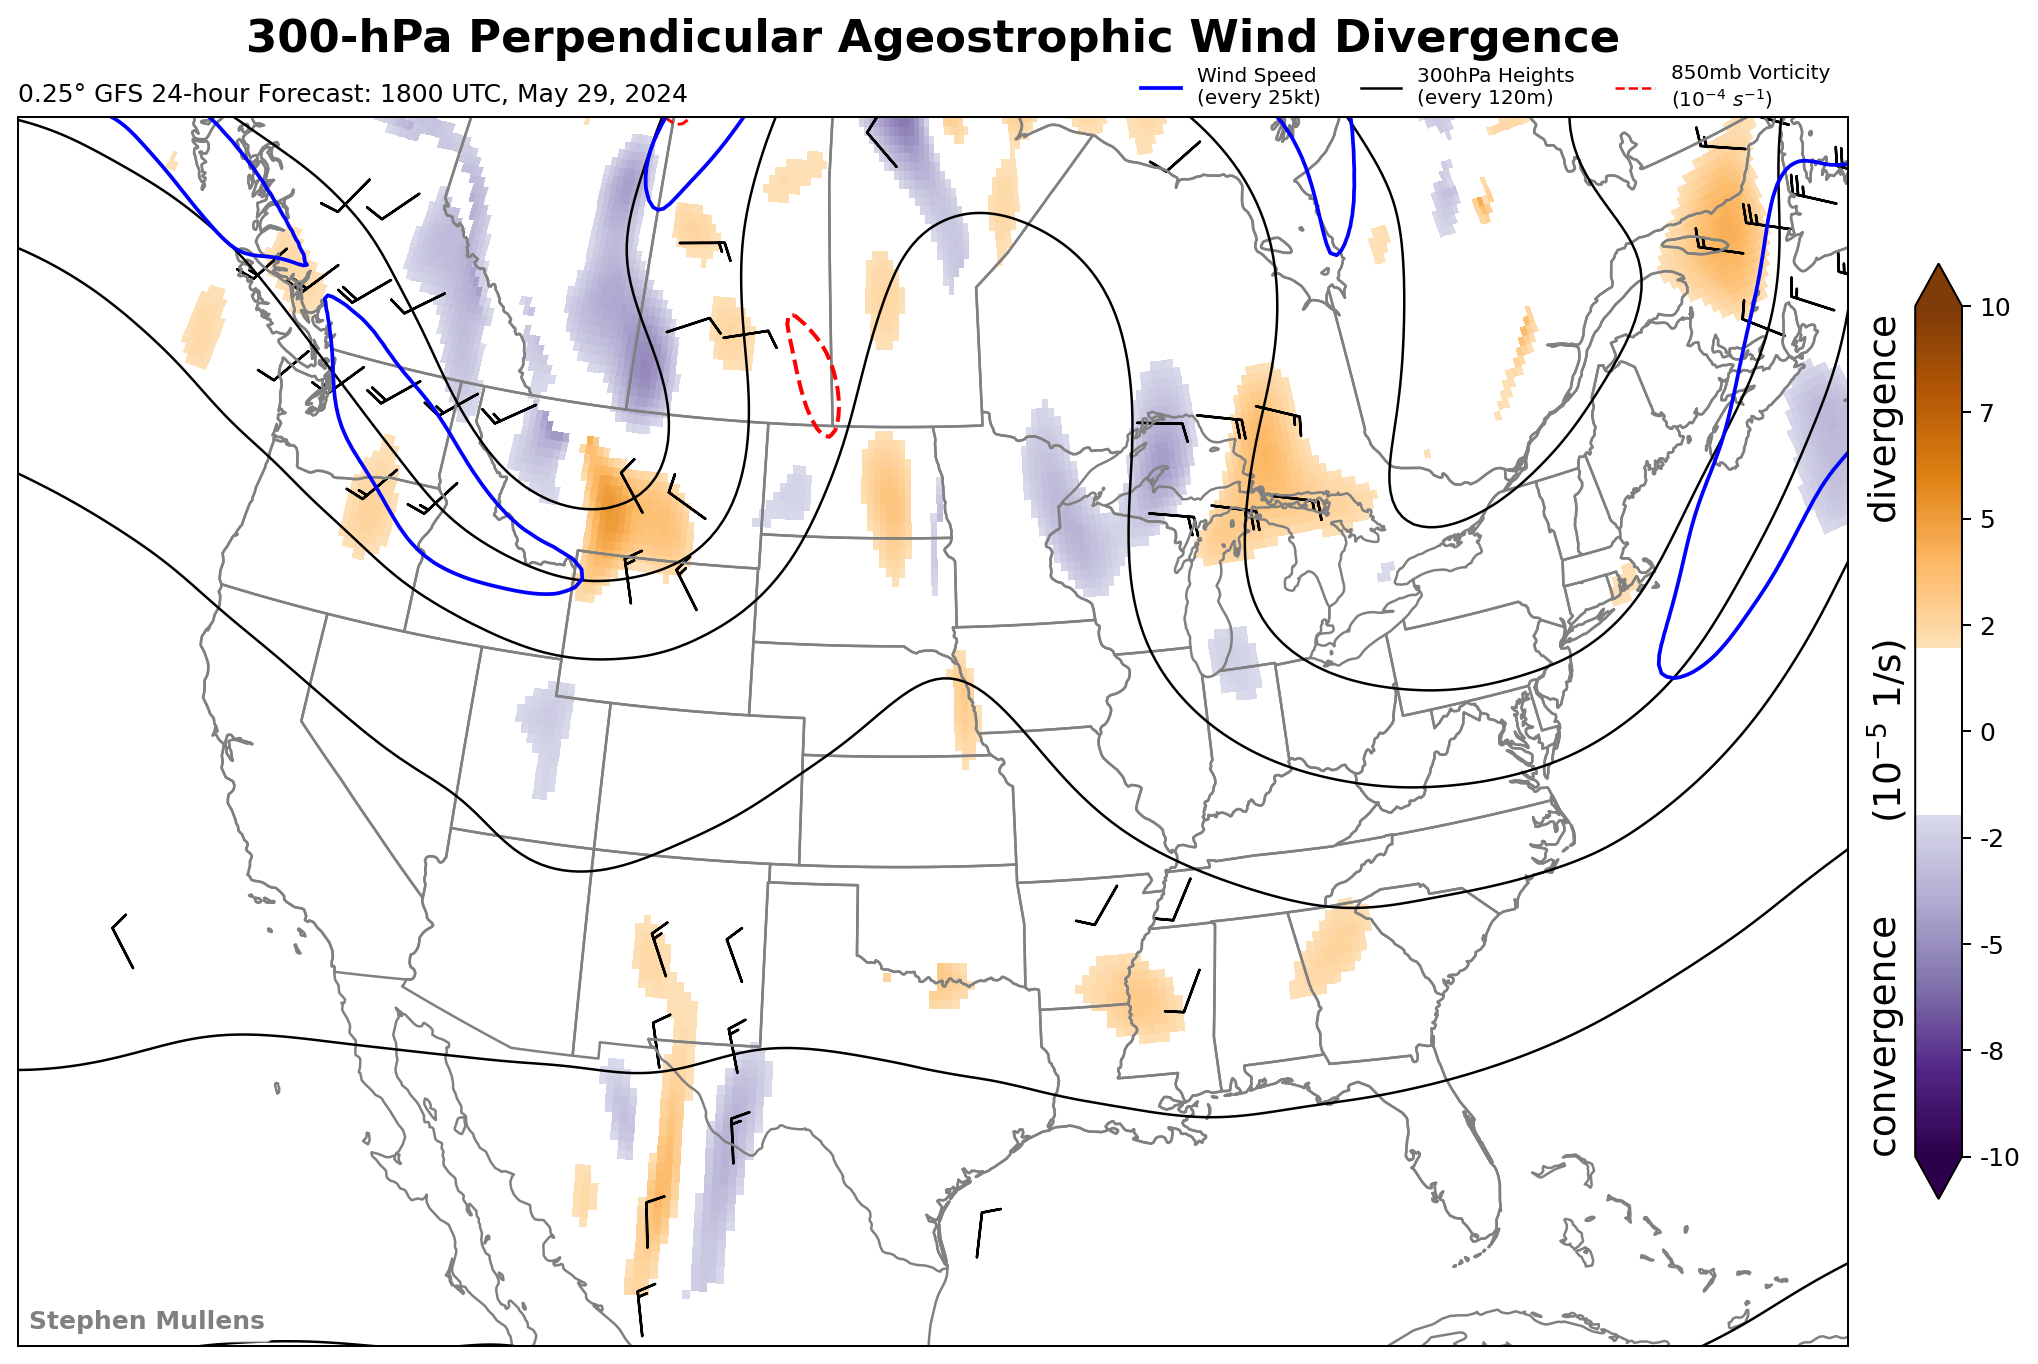 300-hPa Perpendicular Ageostrophic Wind Divergence
0.25° GFS 24-hour Forecast: 1800 UTC, May 29, 2024
Wind Speed
(every 25kt)
300hPa Heights
(every 120m)
850mb Vorticity
(10⁻⁴ s⁻¹)
10
7
5
2
0
-2
-5
-8
-10
convergence (10⁻⁵ 1/s) divergence
Stephen Mullens